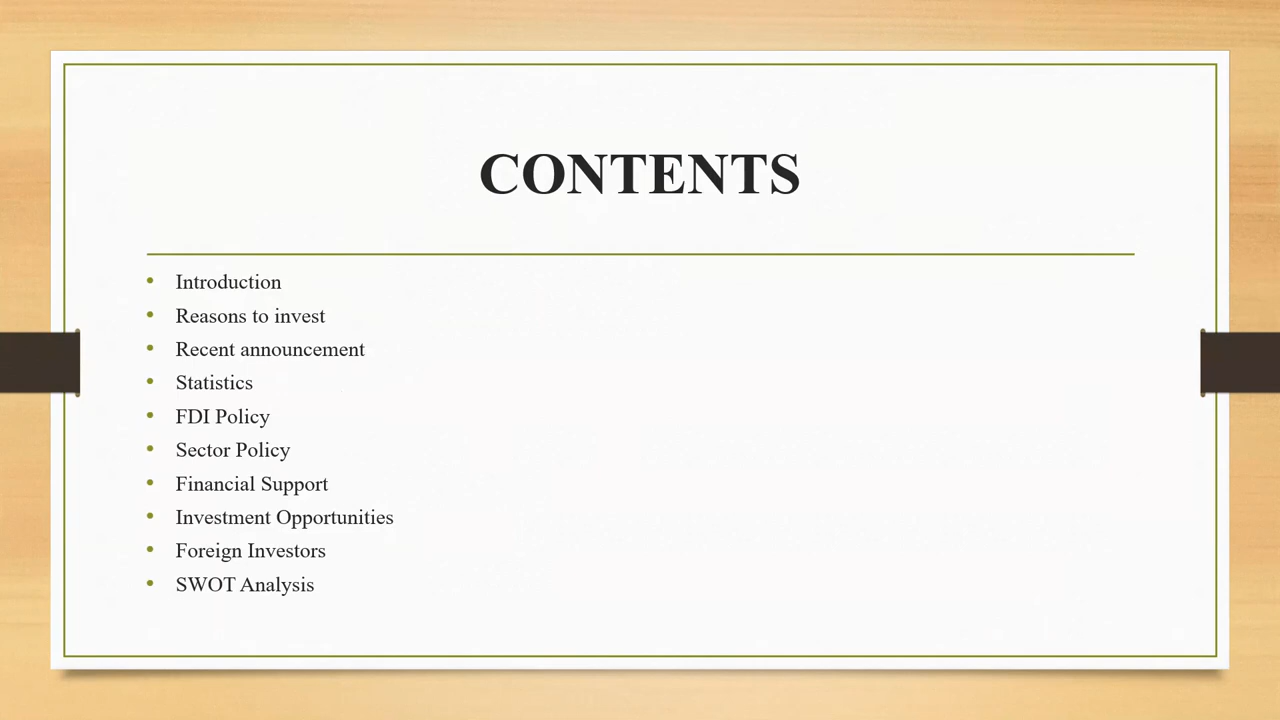 CONTENTS
• Introduction
• Reasons to invest
• Recent announcement
• Statistics
• FDI Policy
• Sector Policy
• Financial Support
• Investment Opportunities
• Foreign Investors
• SWOT Analysis